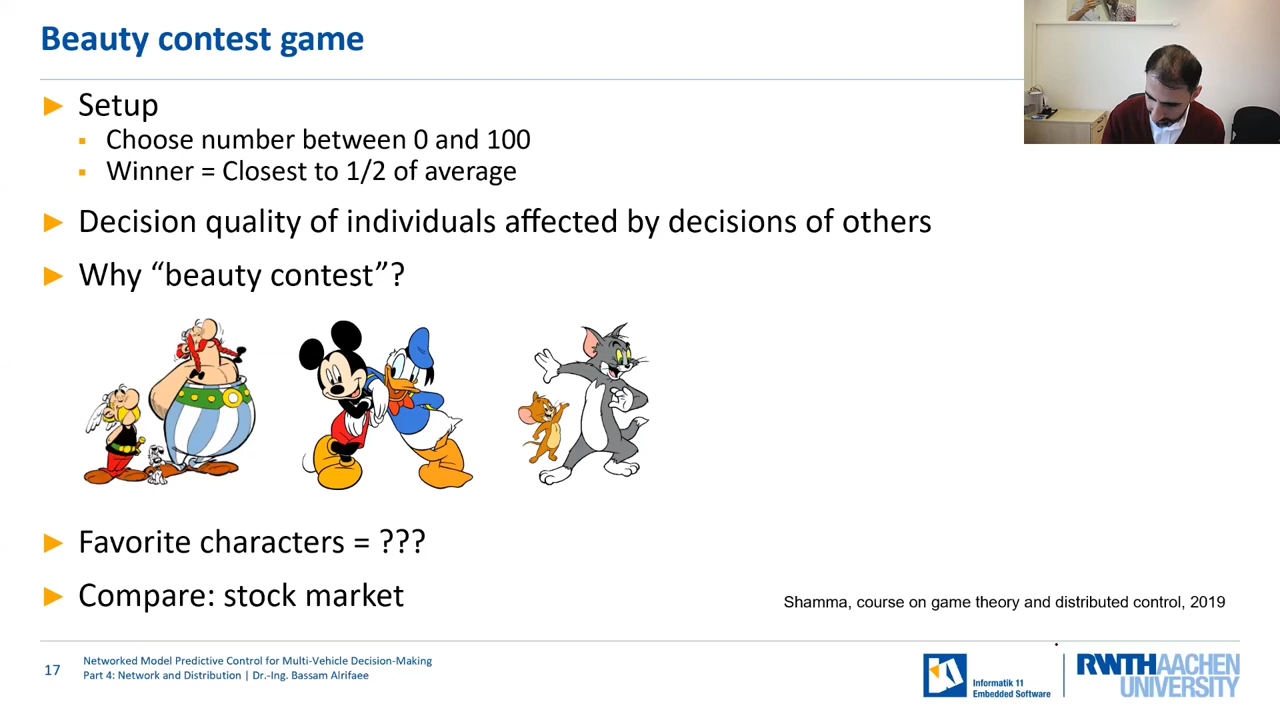 Beauty contest game
► Setup
▪ Choose number between 0 and 100
▪ Winner = Closest to 1/2 of average
► Decision quality of individuals affected by decisions of others
► Why “beauty contest”?
► Favorite characters = ???
► Compare: stock market
Shamma, course on game theory and distributed control, 2019
17
Networked Model Predictive Control for Multi-Vehicle Decision-Making
Part 4: Network and Distribution | Dr.-Ing. Bassam Alrifaee
Informatik 11
Embedded Software
RWTHAACHEN
UNIVERSITY